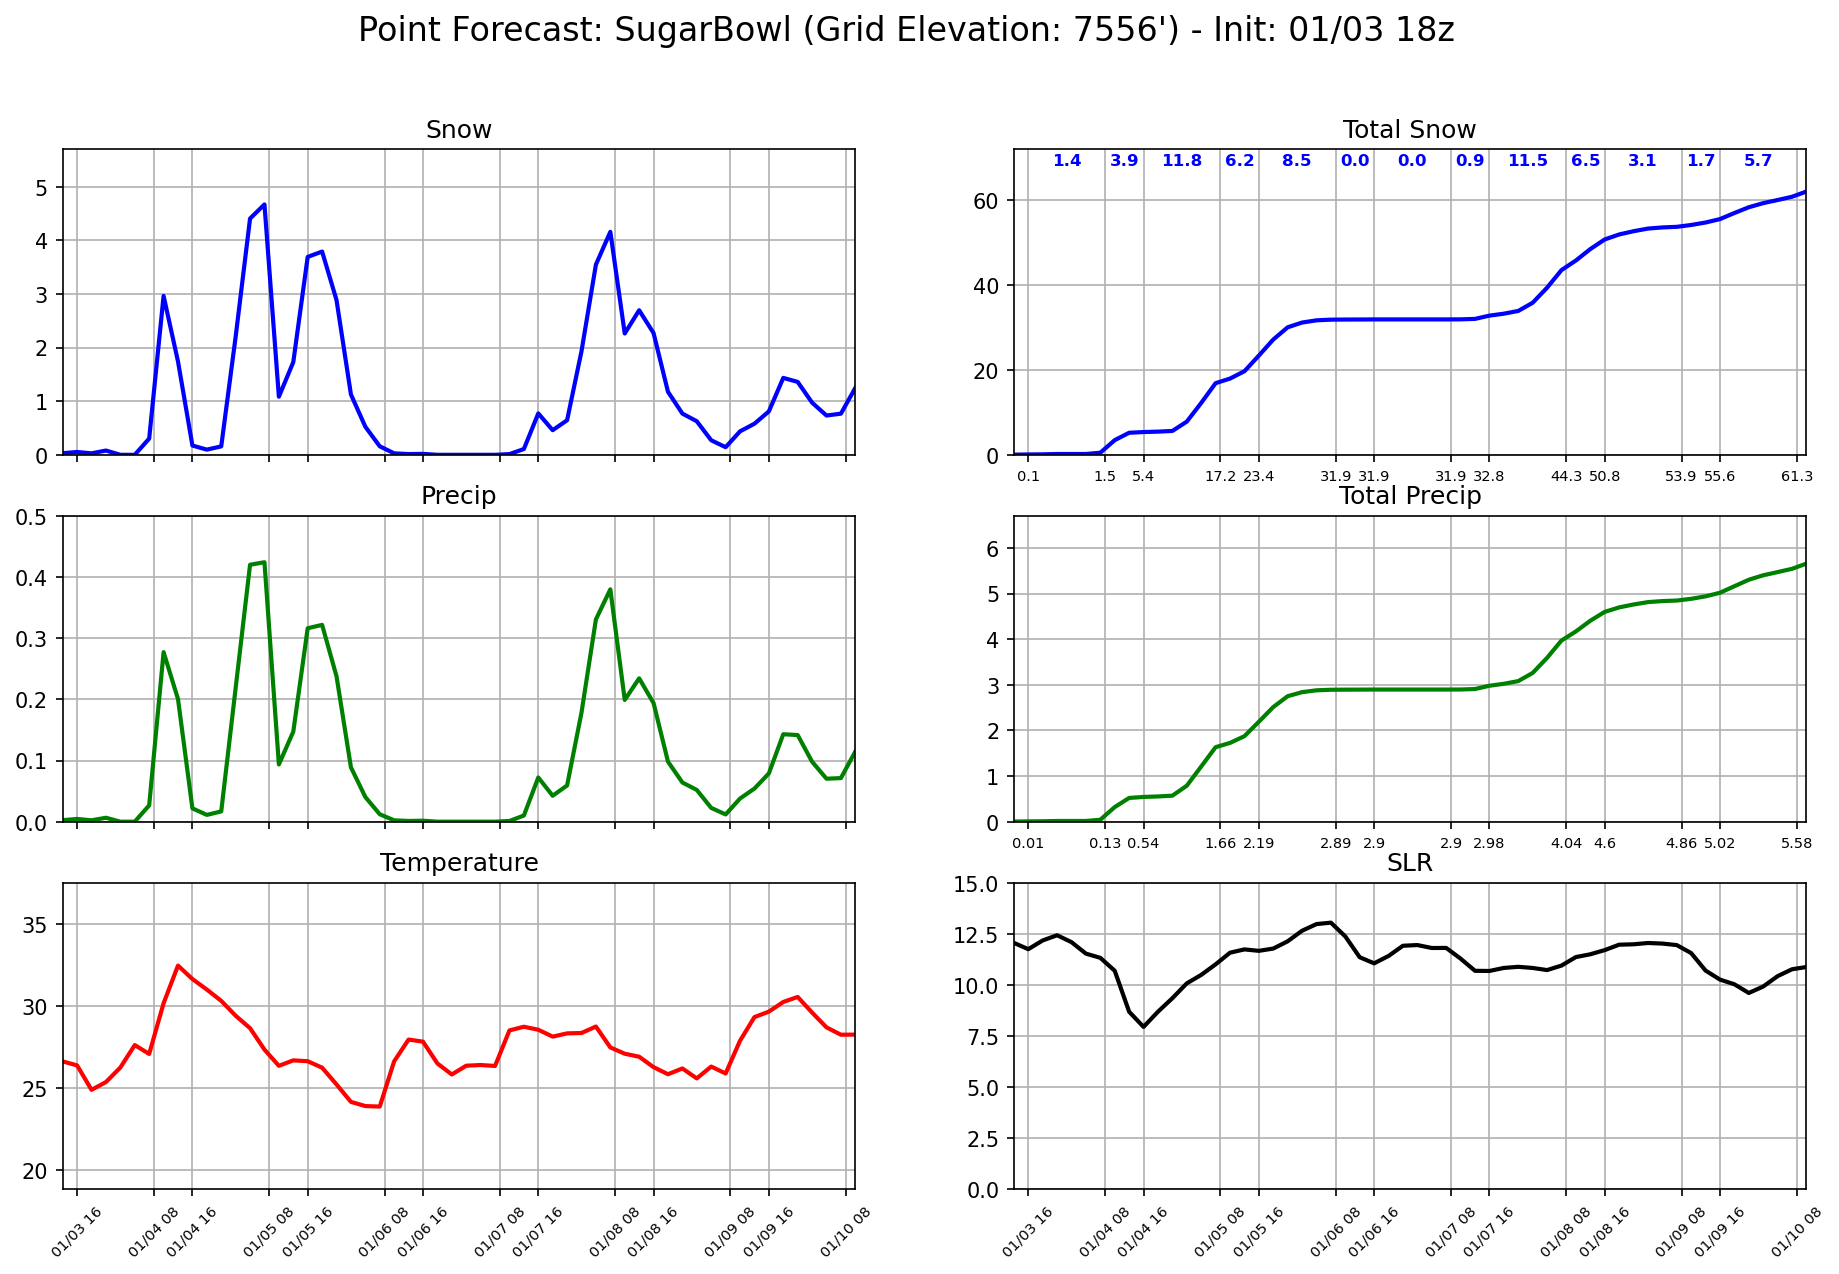 Point Forecast: SugarBowl (Grid Elevation: 7556') - Init: 01/03 18z
Snow
5
4
3
2
1
0
Total Snow
1.4 3.9 11.8 6.2 8.5 0.0 0.0 0.9 11.5 6.5 3.1 1.7 5.7
60
40
20
0
0.1 1.5 5.4 17.2 23.4 31.9 31.9 31.9 32.8 44.3 50.8 53.9 55.6 61.3
Precip
0.5
0.4
0.3
0.2
0.1
0.0
Total Precip
6
5
4
3
2
1
0
0.01 0.13 0.54 1.66 2.19 2.89 2.9 2.9 2.98 4.04 4.6 4.86 5.02 5.58
Temperature
35
30
25
20
01/03 16 01/04 08 01/04 16 01/05 08 01/05 16 01/06 08 01/06 16 01/07 08 01/07 16 01/08 08 01/08 16 01/09 08 01/09 16 01/10 08
SLR
15.0
12.5
10.0
7.5
5.0
2.5
0.0
01/03 16 01/04 08 01/04 16 01/05 08 01/05 16 01/06 08 01/06 16 01/07 08 01/07 16 01/08 08 01/08 16 01/09 08 01/09 16 01/10 08